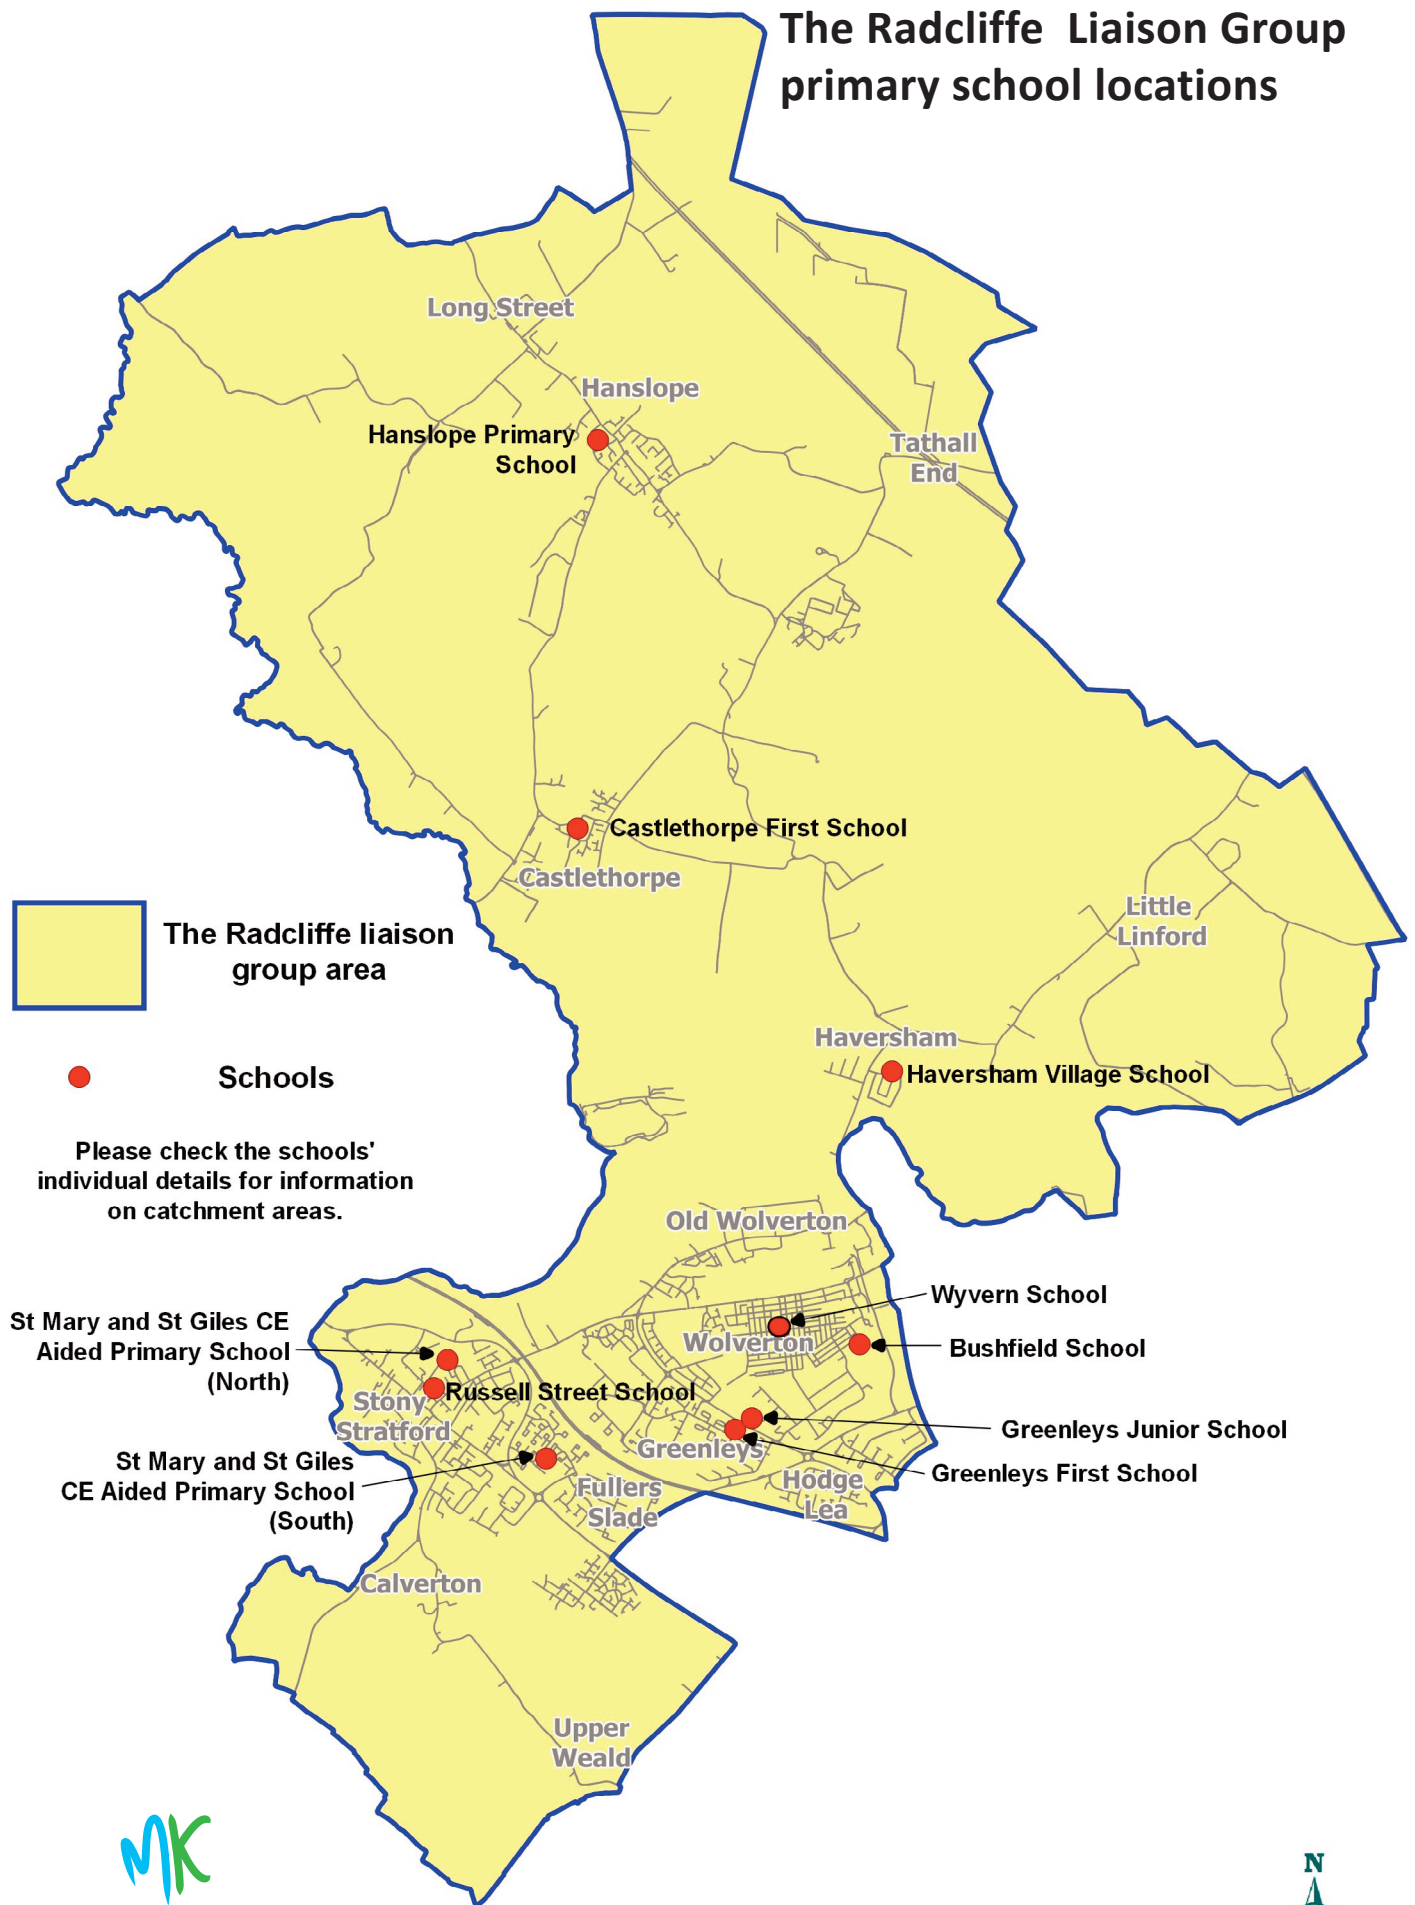 The Radcliffe Liaison Group
primary school locations
Long Street
Hanslope
Hanslope Primary
School
Tathall
End
Castlethorpe First School
Castlethorpe
Little
Linford
The Radcliffe liaison
group area
Haversham
Haversham Village School
Schools
Please check the schools'
individual details for information
on catchment areas.
Old Wolverton
Wyvern School
St Mary and St Giles CE
Aided Primary School
(North)
Wolverton
Bushfield School
Russell Street School
Stony
Stratford
Greenleys Junior School
Greenleys
Greenleys First School
St Mary and St Giles
CE Aided Primary School
(South)
Fullers
Slade
Hodge
Lea
Calverton
Upper
Weald
MK
N